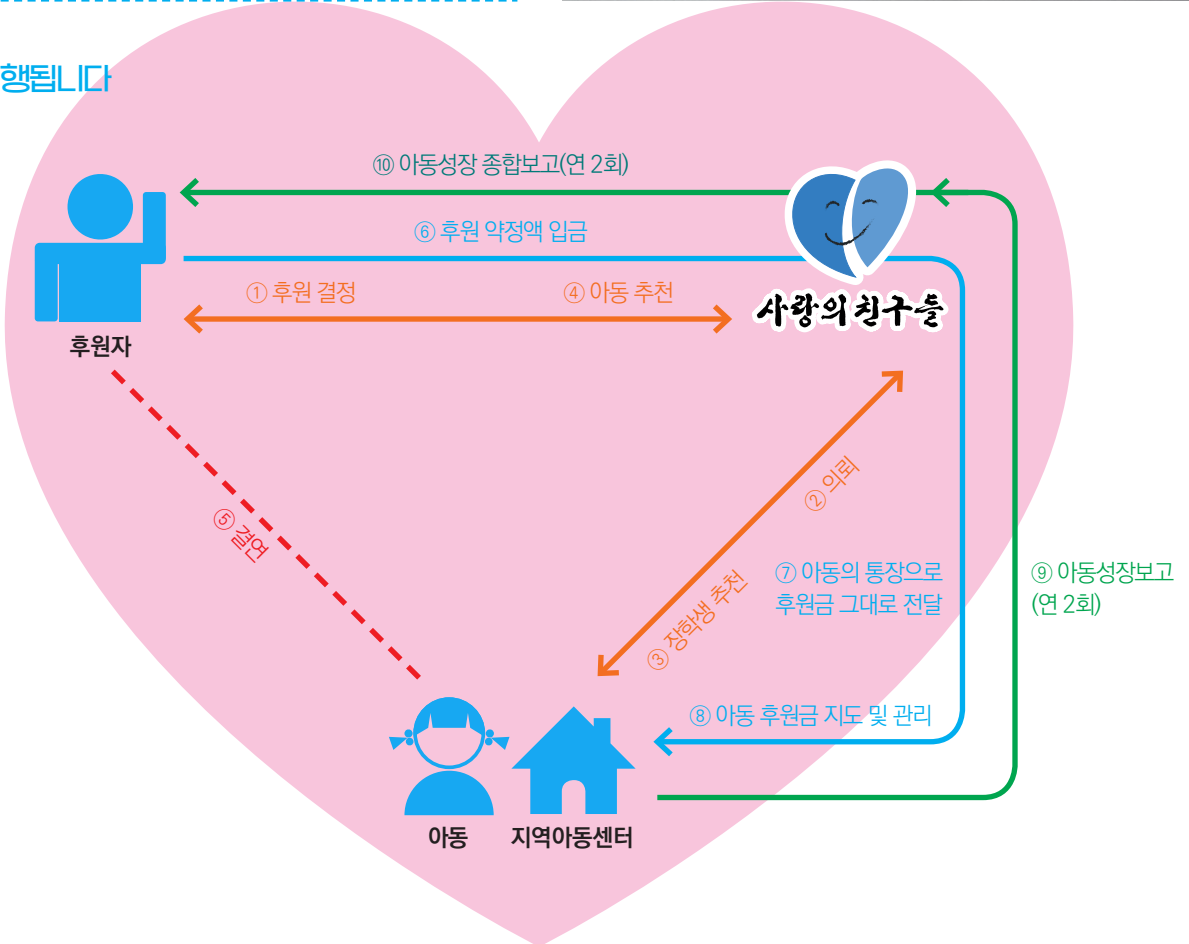 행됩니다
⑩ 아동성장 종합보고(연 2회)
⑥ 후원 약정액 입금
① 후원 결정
④ 아동 추천
사랑의 친구들
후원자
② 의뢰
⑤ 결연
⑦ 아동의 통장으로
후원금 그대로 전달
⑨ 아동성장보고
(연 2회)
③ 장학생 추천
⑧ 아동 후원금 지도 및 관리
아동
지역아동센터